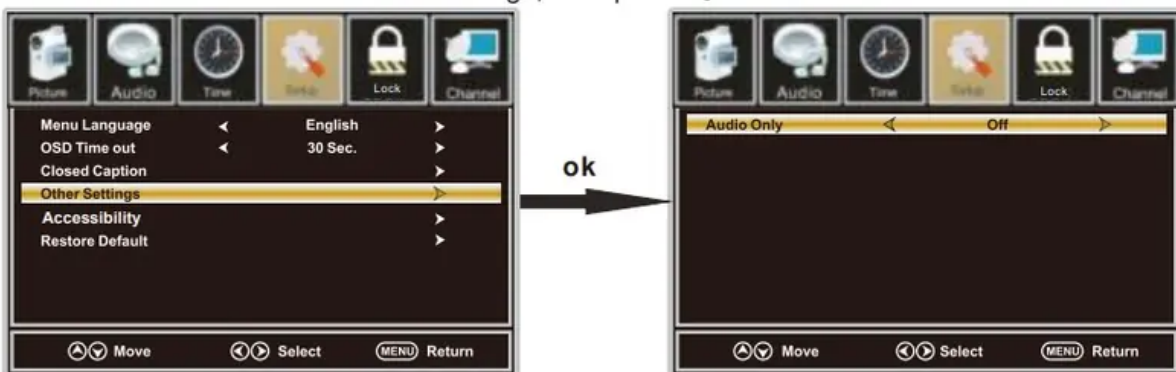 Picture Audio Time Setup Lock Channel
Menu Language English
OSD Time out 30 Sec.
Closed Caption
Other Settings
Accessibility
Restore Default
MENU
Move Select Return
ok
Picture Audio Time Setup Lock Channel
Audio Only Off
Move Select MENU Return